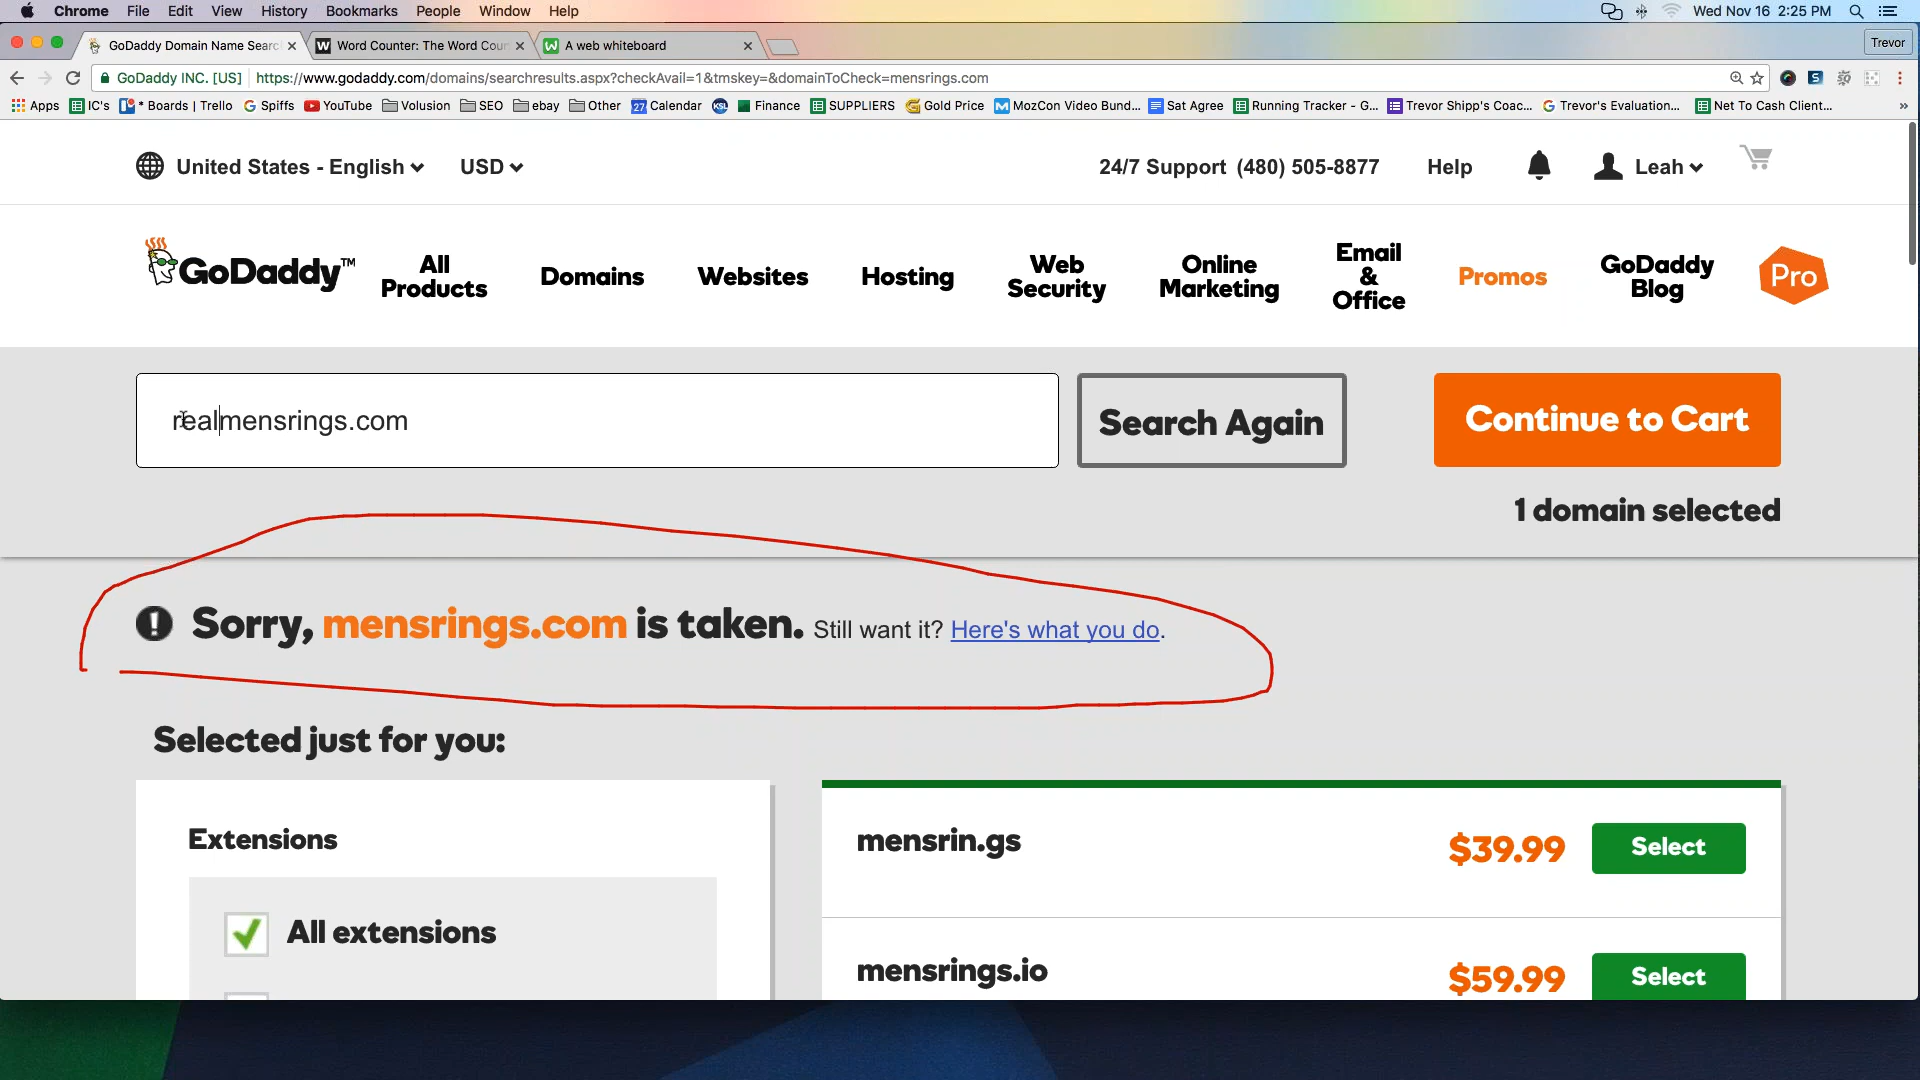 Chrome File Edit View History Bookmarks People Window Help Wed Nov 16 2:25 PM
GoDaddy Domain Name Searc Word Counter: The Word Cou A web whiteboard Trevor
GoDaddy INC. [US] https://www.godaddy.com/domains/searchresults.aspx?checkAvail=1&tmskey=&domainToCheck=mensrings.com
Apps IC's * Boards | Trello Spiffs YouTube Volusion SEO ebay Other 27 Calendar KSL Finance SUPPLIERS Gold Price MozCon Video Bund... Sat Agree Running Tracker - G... Trevor Shipp's Coac... Trevor's Evaluation... Net To Cash Client... »
United States - English USD 24/7 Support (480) 505-8877 Help Leah
GoDaddy™ All Products Domains Websites Hosting Web Security Online Marketing Email & Office Promos GoDaddy Blog Pro
realmensrings.com Search Again Continue to Cart
1 domain selected
Sorry, mensrings.com is taken. Still want it? Here's what you do.
Selected just for you:
Extensions
All extensions
mensrin.gs $39.99 Select
mensrings.io $59.99 Select